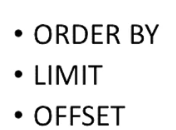 • ORDER BY
• LIMIT
• OFFSET